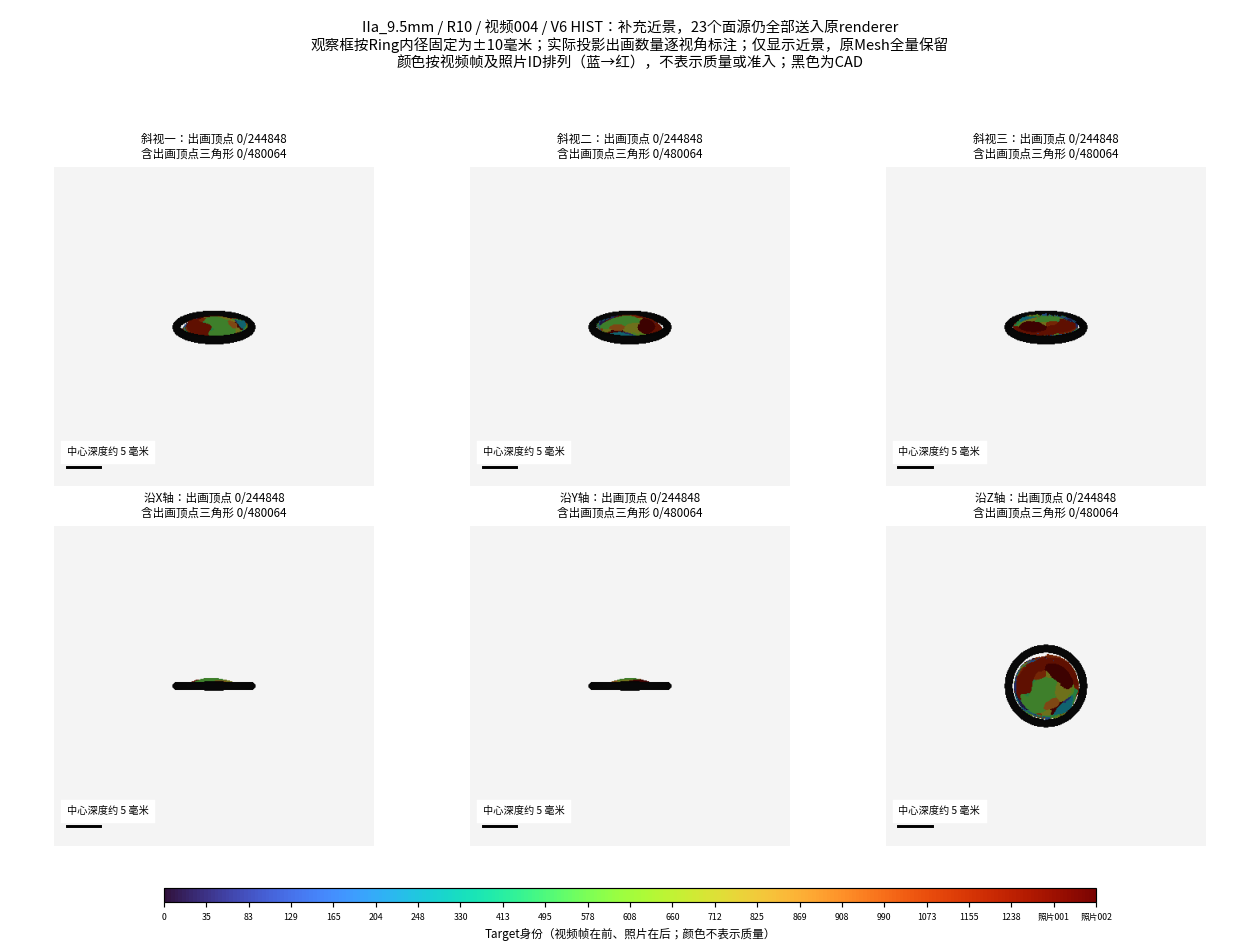 IIa_9.5mm / R10 / 视频004 / V6 HIST：补充近景，23个面源仍全部送入原renderer
观察框按Ring内径固定为±10毫米；实际投影出画数量逐视角标注；仅显示近景，原Mesh全量保留
颜色按视频帧及照片ID排列（蓝→红），不表示质量或准入；黑色为CAD
斜视一：出画顶点 0/244848
含出画顶点三角形 0/480064
斜视二：出画顶点 0/244848
含出画顶点三角形 0/480064
斜视三：出画顶点 0/244848
含出画顶点三角形 0/480064
中心深度约 5 毫米
中心深度约 5 毫米
中心深度约 5 毫米
沿X轴：出画顶点 0/244848
含出画顶点三角形 0/480064
沿Y轴：出画顶点 0/244848
含出画顶点三角形 0/480064
沿Z轴：出画顶点 0/244848
含出画顶点三角形 0/480064
中心深度约 5 毫米
中心深度约 5 毫米
中心深度约 5 毫米
0 35 83 129 165 204 248 330 413 495 578 608 660 712 825 869 908 990 1073 1155 1238 照片001 照片002
Target身份（视频帧在前、照片在后；颜色不表示质量）